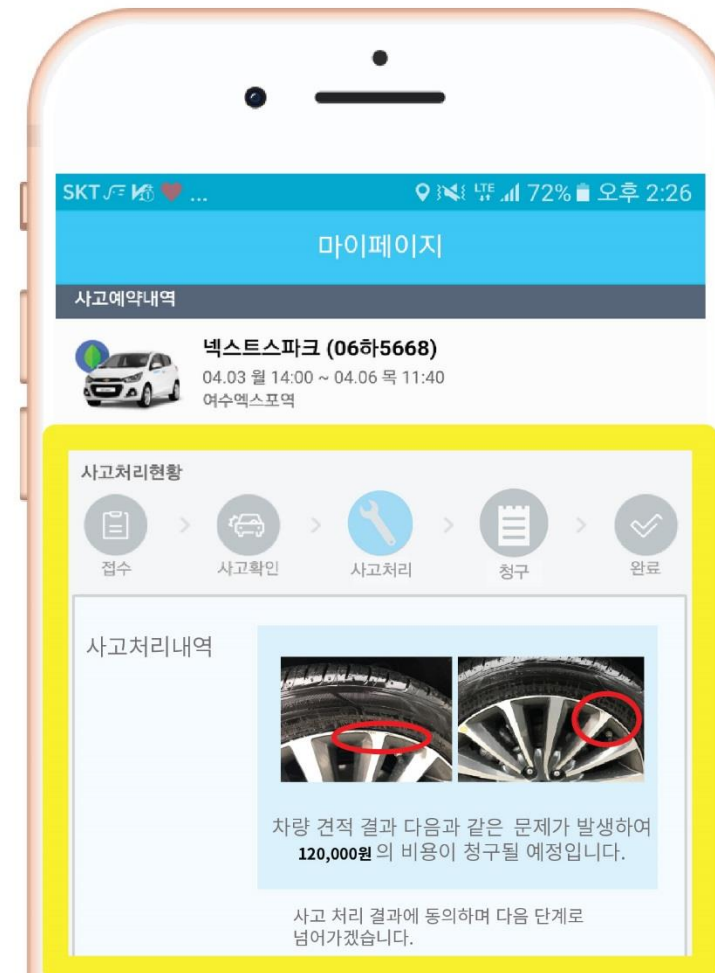 SKT ... LTE 72% 오후 2:26
마이페이지
사고예약내역
넥스트스파크 (06하5668)
04.03 월 14:00 ~ 04.06 목 11:40
여수엑스포역
사고처리현황
접수 > 사고확인 > 사고처리 > 청구 > 완료
사고처리내역
차량 견적 결과 다음과 같은 문제가 발생하여
120,000원 의 비용이 청구될 예정입니다.
사고 처리 결과에 동의하며 다음 단계로
넘어가겠습니다.